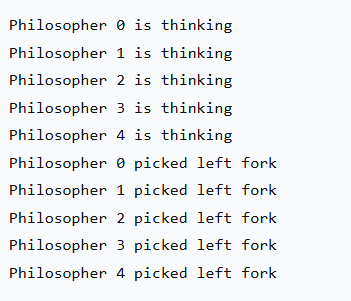 Philosopher 0 is thinking
Philosopher 1 is thinking
Philosopher 2 is thinking
Philosopher 3 is thinking
Philosopher 4 is thinking
Philosopher 0 picked left fork
Philosopher 1 picked left fork
Philosopher 2 picked left fork
Philosopher 3 picked left fork
Philosopher 4 picked left fork